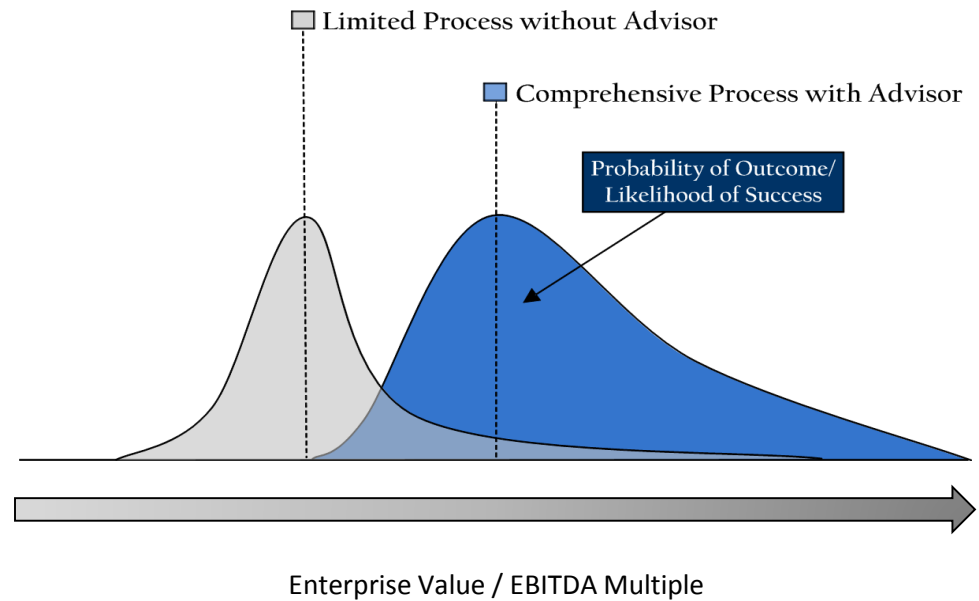 Limited Process without Advisor
Comprehensive Process with Advisor
Probability of Outcome/
Likelihood of Success
Enterprise Value / EBITDA Multiple